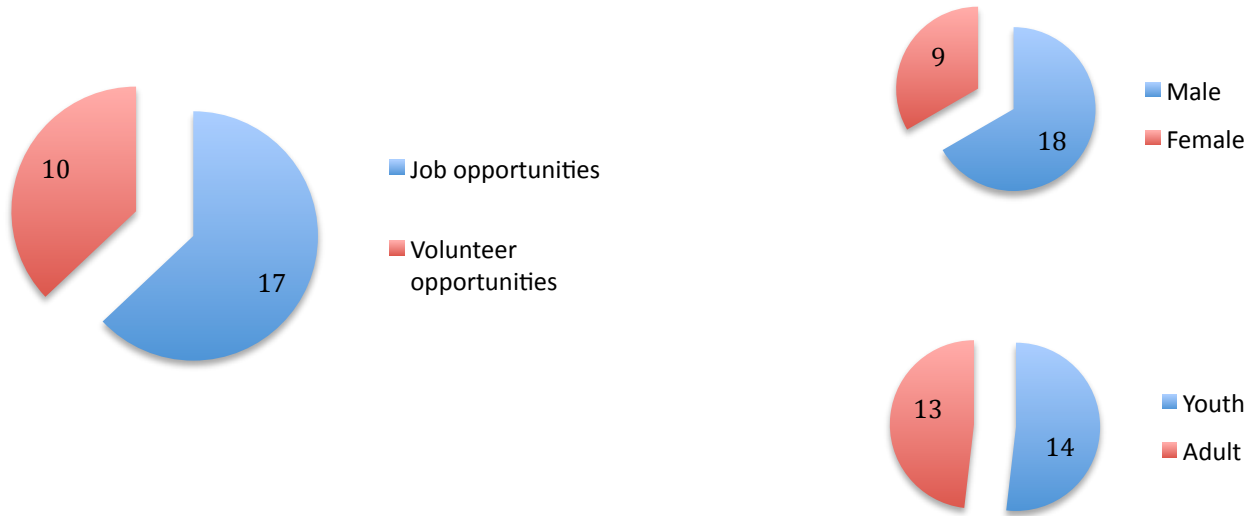 10
17
Job opportunities
Volunteer
opportunities
9
18
Male
Female
13
14
Youth
Adult